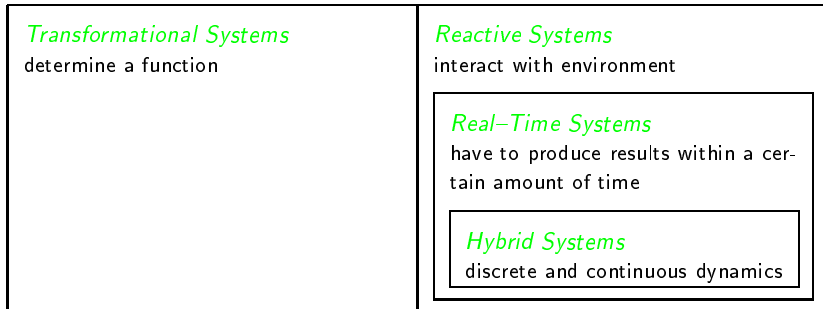 Transformational Systems
determine a function
Reactive Systems
interact with environment
Real–Time Systems
have to produce results within a cer-
tain amount of time
Hybrid Systems
discrete and continuous dynamics